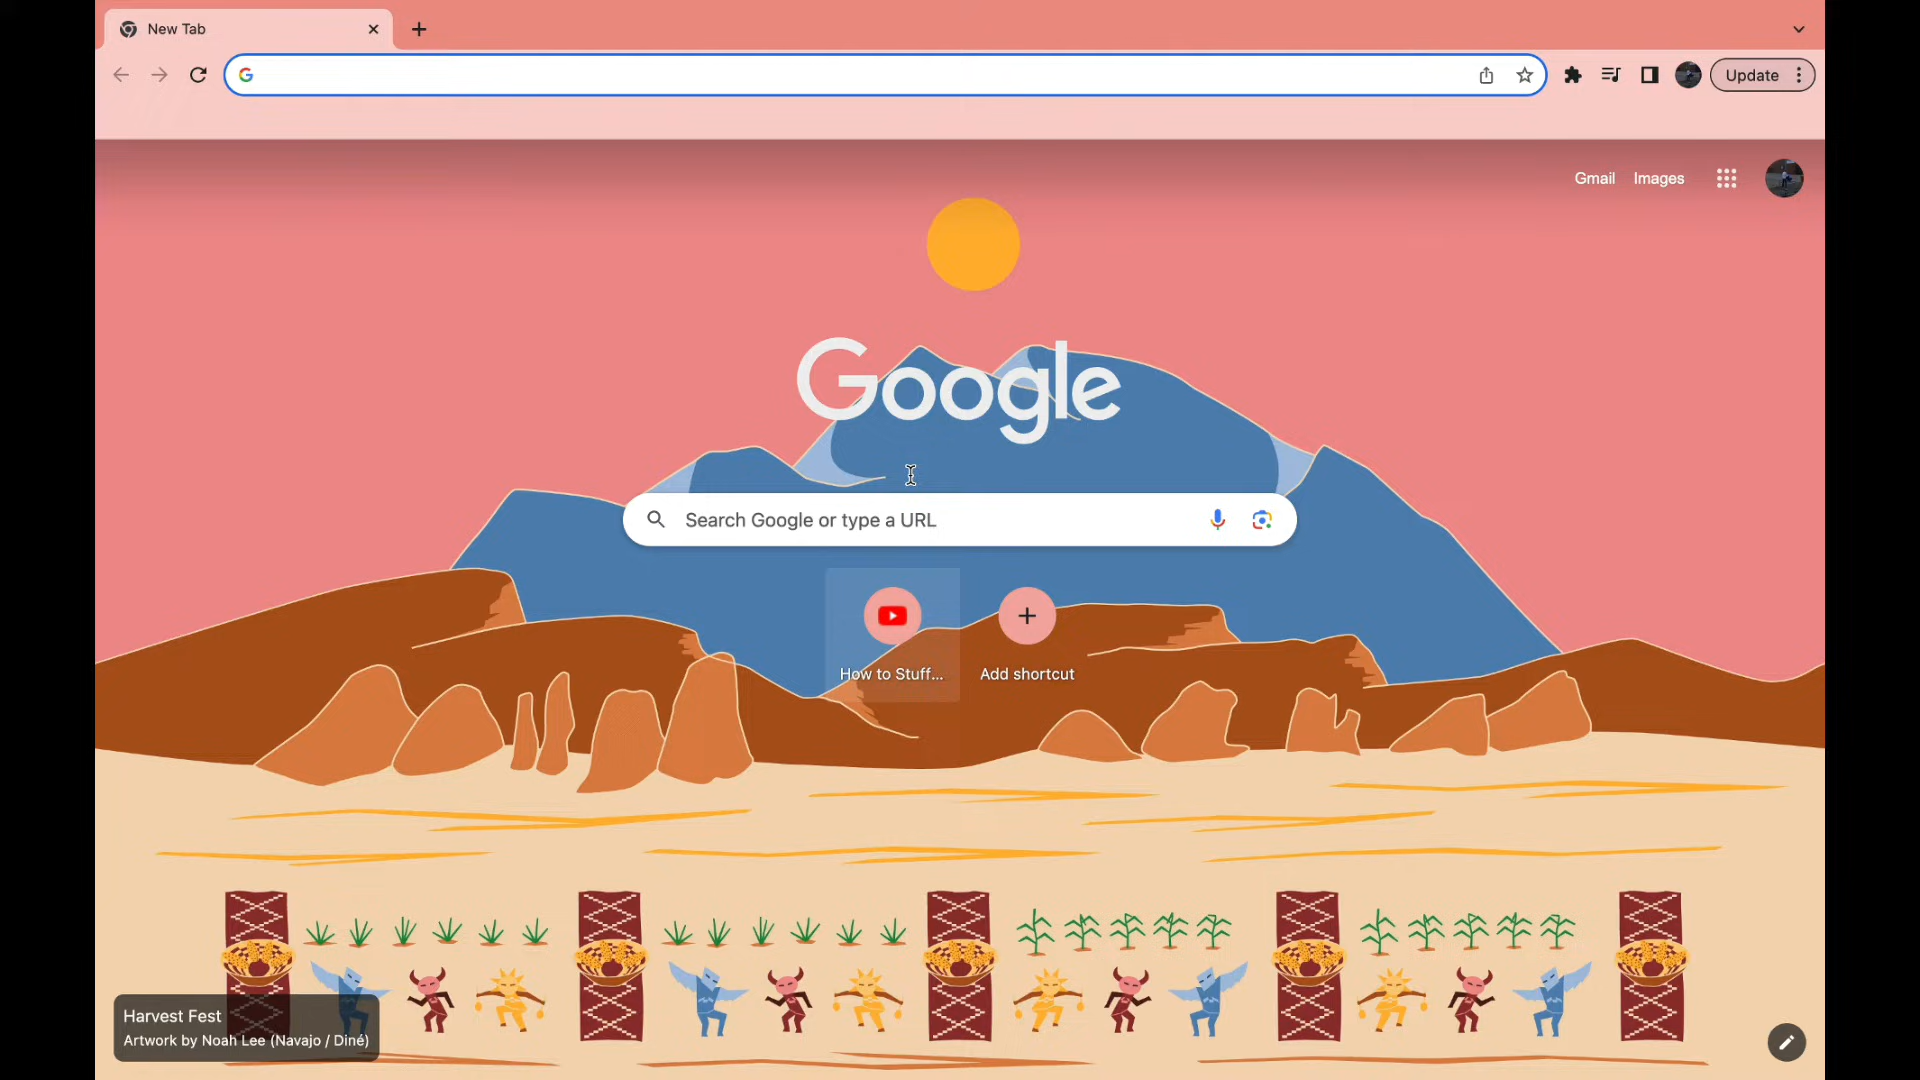 New Tab
Update
Gmail Images
Google
Search Google or type a URL
How to Stuff...
Add shortcut
Harvest Fest
Artwork by Noah Lee (Navajo / Diné)